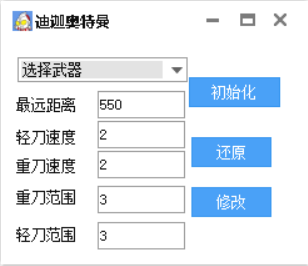 迪迦奥特曼
选择武器
初始化
最远距离 550
轻刀速度 2
还原
重刀速度 2
重刀范围 3
修改
轻刀范围 3